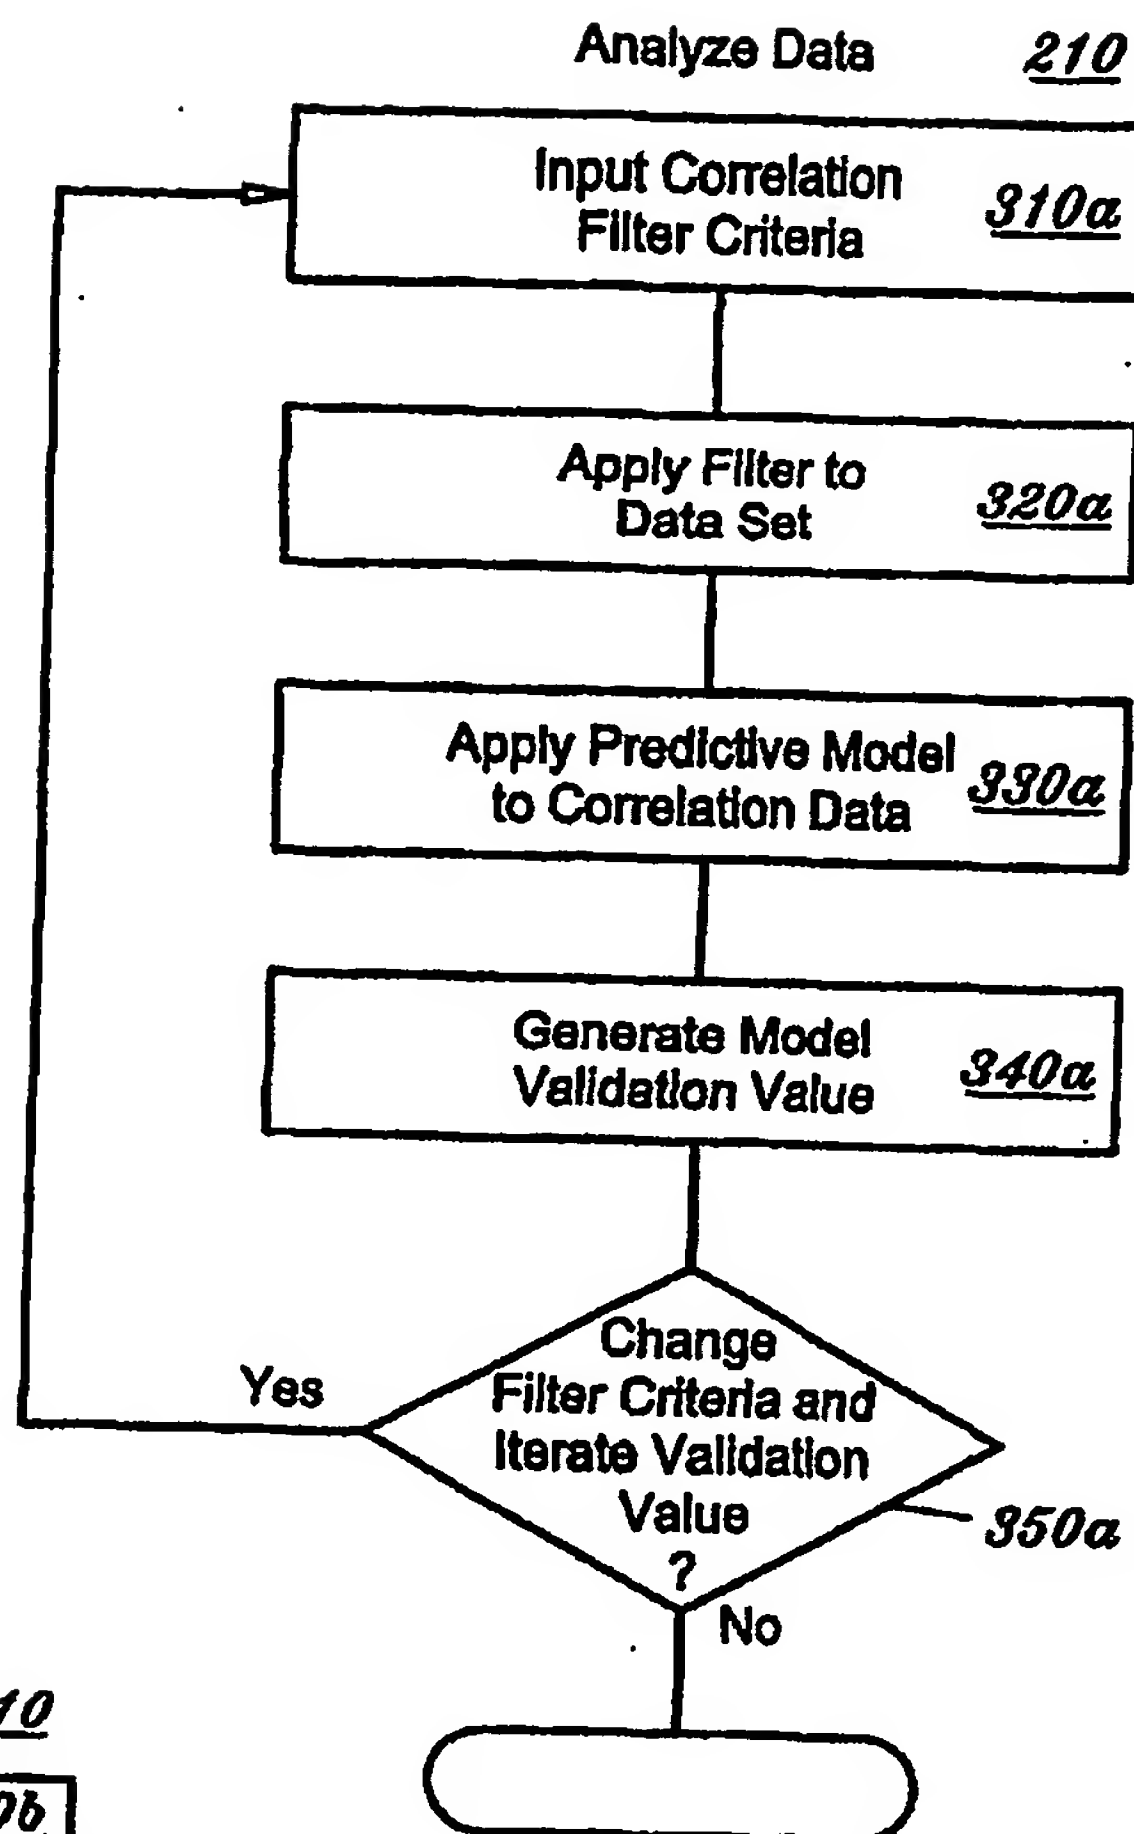 Analyze Data 210
Input Correlation
Filter Criteria 310a
Apply Filter to
Data Set 320a
Apply Predictive Model
to Correlation Data 330a
Generate Model
Validation Value 340a
Change
Filter Criteria and
Iterate Validation
Value
?
Yes
350a
No